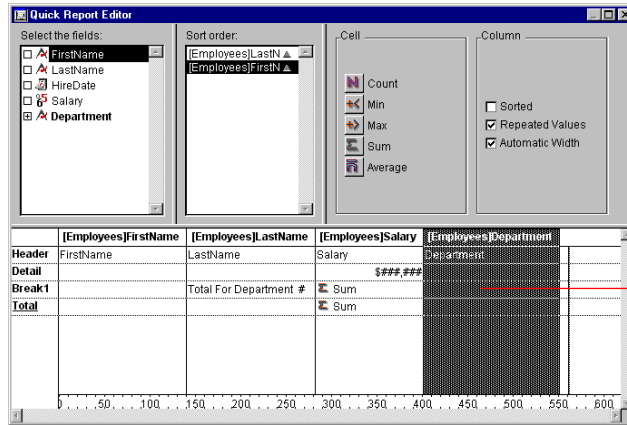 Quick Report Editor
Select the fields:
FirstName
LastName
HireDate
Salary
Department
Sort order:
[Employees]LastN
[Employees]FirstN
Cell
Count
Min
Max
Sum
Average
Column
Sorted
Repeated Values
Automatic Width
[Employees]FirstName [Employees]LastName [Employees]Salary [Employees]Department
Header FirstName LastName Salary Department
Detail $###,###
Break1 Total For Department # Sum
Total Sum
0 50 100 150 200 250 300 350 400 450 500 550 600